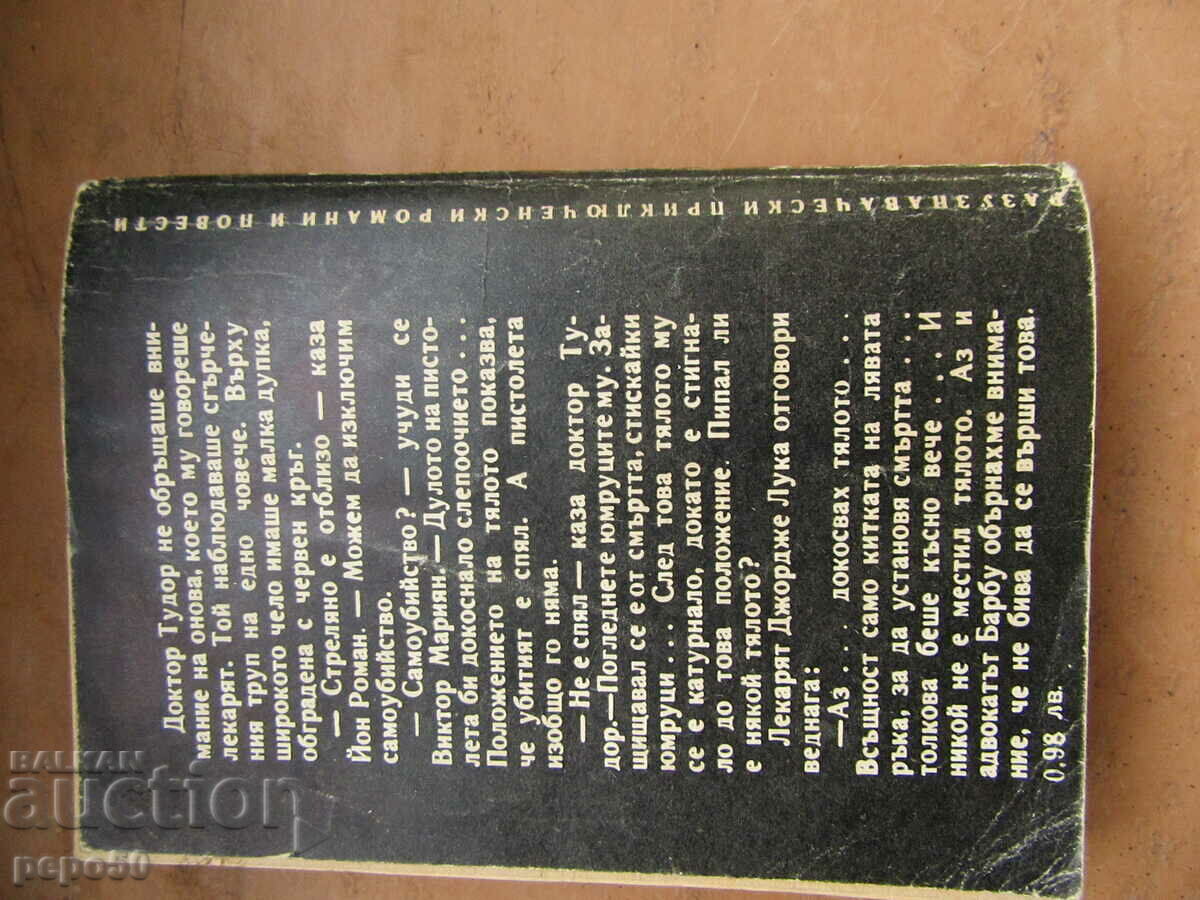 РАЗУЗНАВАЧЕСКИ ПРИКЛЮЧЕНСКИ РОМАНИ И ПОВЕСТИ
Доктор Тудор не обръщаше вни-
мание на онова, което му говореше
лекарят. Той наблюдаваше сгърче-
ния труп на едно човече. Върху
широкото чело имаше малка дупка,
обградена с червен кръг.
— Стреляно е отблизо — каза
Йон Роман. — Можем да изключим
самоубийство.
— Самоубийство? — учуди се
Виктор Мариян. — Дулото на писто-
лета би докоснало слепоочието...
Положението на тялото показва,
че убитият е спял. А пистолета
изобщо го няма.
— Не е спял — каза доктор Ту-
дор. — Погледнете юмруците му. За-
щищавал се е от смъртта, стискайки
юмруци... След това тялото му
се е катурнало, докато е стигна-
ло до това положение. Пипал ли
е някой тялото?
Лекарят Джордже Лука отговори
веднага:
— Аз... докосвах тялото...
Всъщност само китката на лявата
ръка, за да установя смъртта...
толкова беше късно вече... И
никой не е местил тялото. Аз и
адвокатът Барбу обърнахме внима-
ние, че не бива да се върши това.
0.98 лв.
BALKAN
auction
pepo50